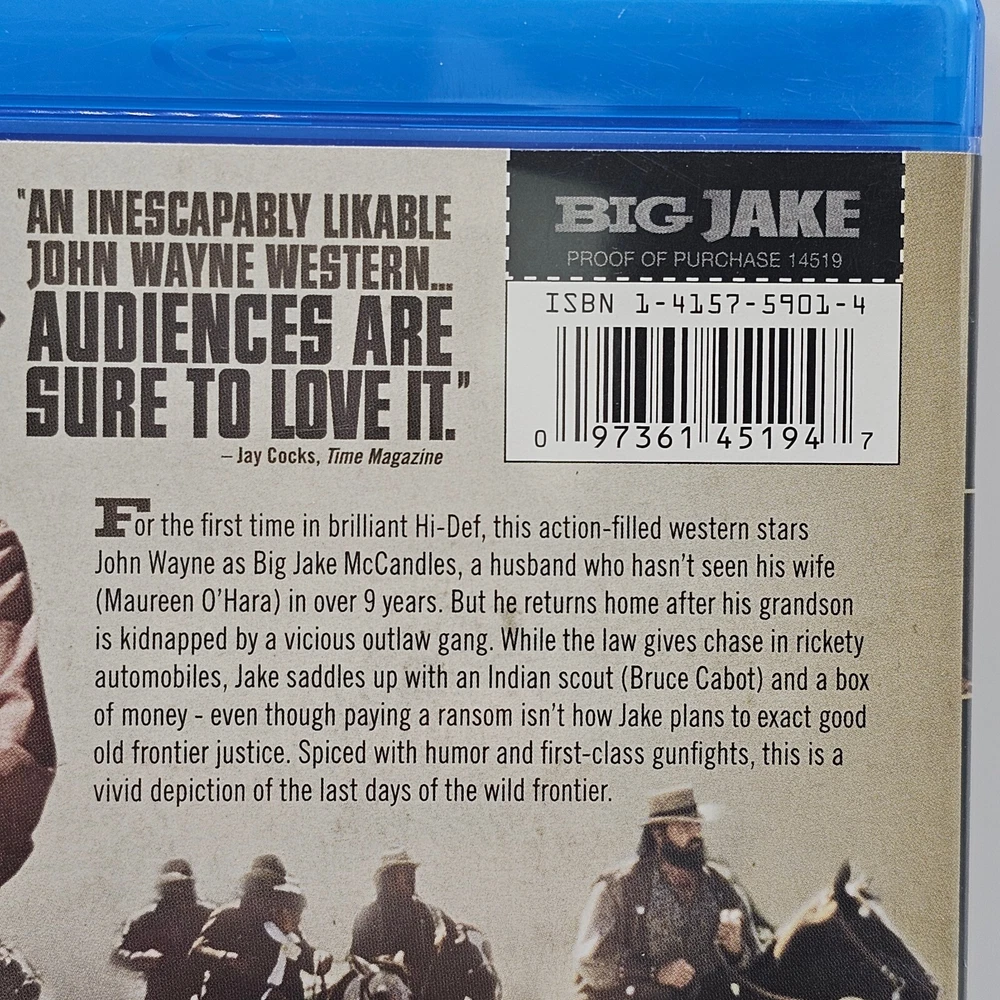 "AN INESCAPABLY LIKABLE
JOHN WAYNE WESTERN...
AUDIENCES ARE
SURE TO LOVE IT."
– Jay Cocks, Time Magazine
BIG JAKE
PROOF OF PURCHASE 14519
ISBN 1-4157-5901-4
0 97361 45194 7
For the first time in brilliant Hi-Def, this action-filled western stars
John Wayne as Big Jake McCandles, a husband who hasn't seen his wife
(Maureen O'Hara) in over 9 years. But he returns home after his grandson
is kidnapped by a vicious outlaw gang. While the law gives chase in rickety
automobiles, Jake saddles up with an Indian scout (Bruce Cabot) and a box
of money - even though paying a ransom isn't how Jake plans to exact good
old frontier justice. Spiced with humor and first-class gunfights, this is a
vivid depiction of the last days of the wild frontier.